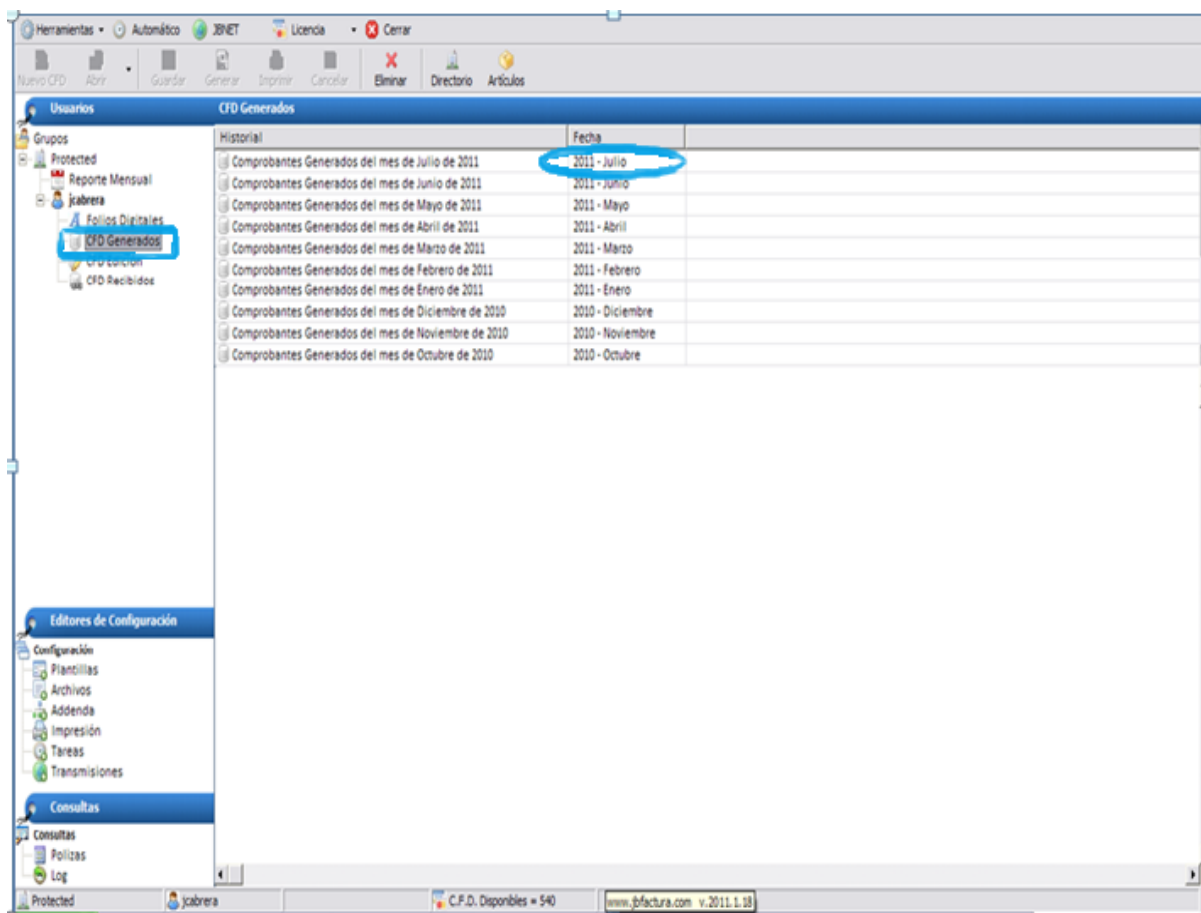 Herramientas Automático JBNET Licencia Cerrar
Nuevo CFD Abrir Guardar Generar Imprimir Cancelar Eliminar Directorio Artículos
Usuarios
Grupos
Protected
Reporte Mensual
jcabrera
Folios Digitales
CFD Generados
CFD Edición
CFD Recibidos
CFD Generados
Historial Fecha
Comprobantes Generados del mes de Julio de 2011 2011 - Julio
Comprobantes Generados del mes de Junio de 2011 2011 - Junio
Comprobantes Generados del mes de Mayo de 2011 2011 - Mayo
Comprobantes Generados del mes de Abril de 2011 2011 - Abril
Comprobantes Generados del mes de Marzo de 2011 2011 - Marzo
Comprobantes Generados del mes de Febrero de 2011 2011 - Febrero
Comprobantes Generados del mes de Enero de 2011 2011 - Enero
Comprobantes Generados del mes de Diciembre de 2010 2010 - Diciembre
Comprobantes Generados del mes de Noviembre de 2010 2010 - Noviembre
Comprobantes Generados del mes de Octubre de 2010 2010 - Octubre
Editores de Configuración
Configuración
Plantillas
Archivos
Addenda
Impresión
Tareas
Transmisiones
Consultas
Consultas
Polizas
Log
Protected jcabrera C.F.D. Disponbles = 540 www.jbfactura.com v.2011.1.18